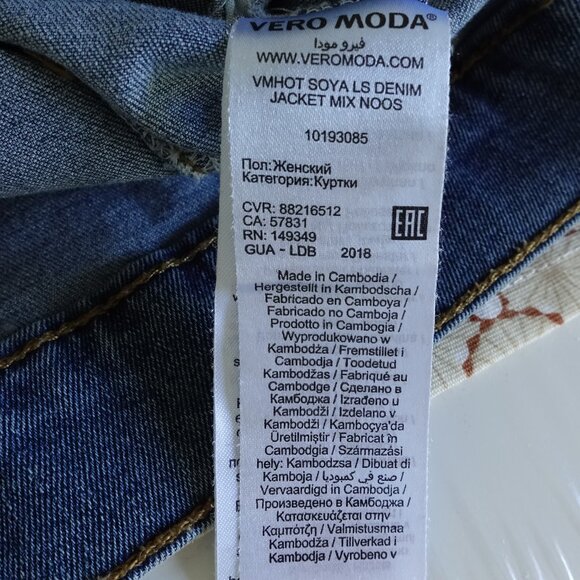 VERO MODA®
فيرو مودا
WWW.VEROMODA.COM
VMHOT SOYA LS DENIM
JACKET MIX NOOS
10193085
Пол:Женский
Категория:Куртки
CVR: 88216512
CA: 57831
RN: 149349
GUA - LDB 2018
EAC
Made in Cambodia /
Hergestellt in Kambodscha /
Fabricado en Camboya /
Fabricado no Camboja /
Prodotto in Cambogia /
Wyprodukowano w
Kambodża / Fremstillet i
Cambodja / Toodetud
Kambodžas / Fabriqué au
Cambodge / Сделано в
Камбоджа / Izrađeno u
Kambodži / Izdelano v
Kambodži / Kamboçya'da
Üretilmiştir / Fabricat în
Cambodgia / Származási
hely: Kambodzsa / Dibuat di
Kamboja / صنع في كمبوديا /
Vervaardigd in Cambodja /
Произведено в Камбоджа /
Κατασκευάζεται στην
Καμπότζη / Valmistusmaa
Kambodža / Tillverkad i
Kambodja / Vyrobeno v